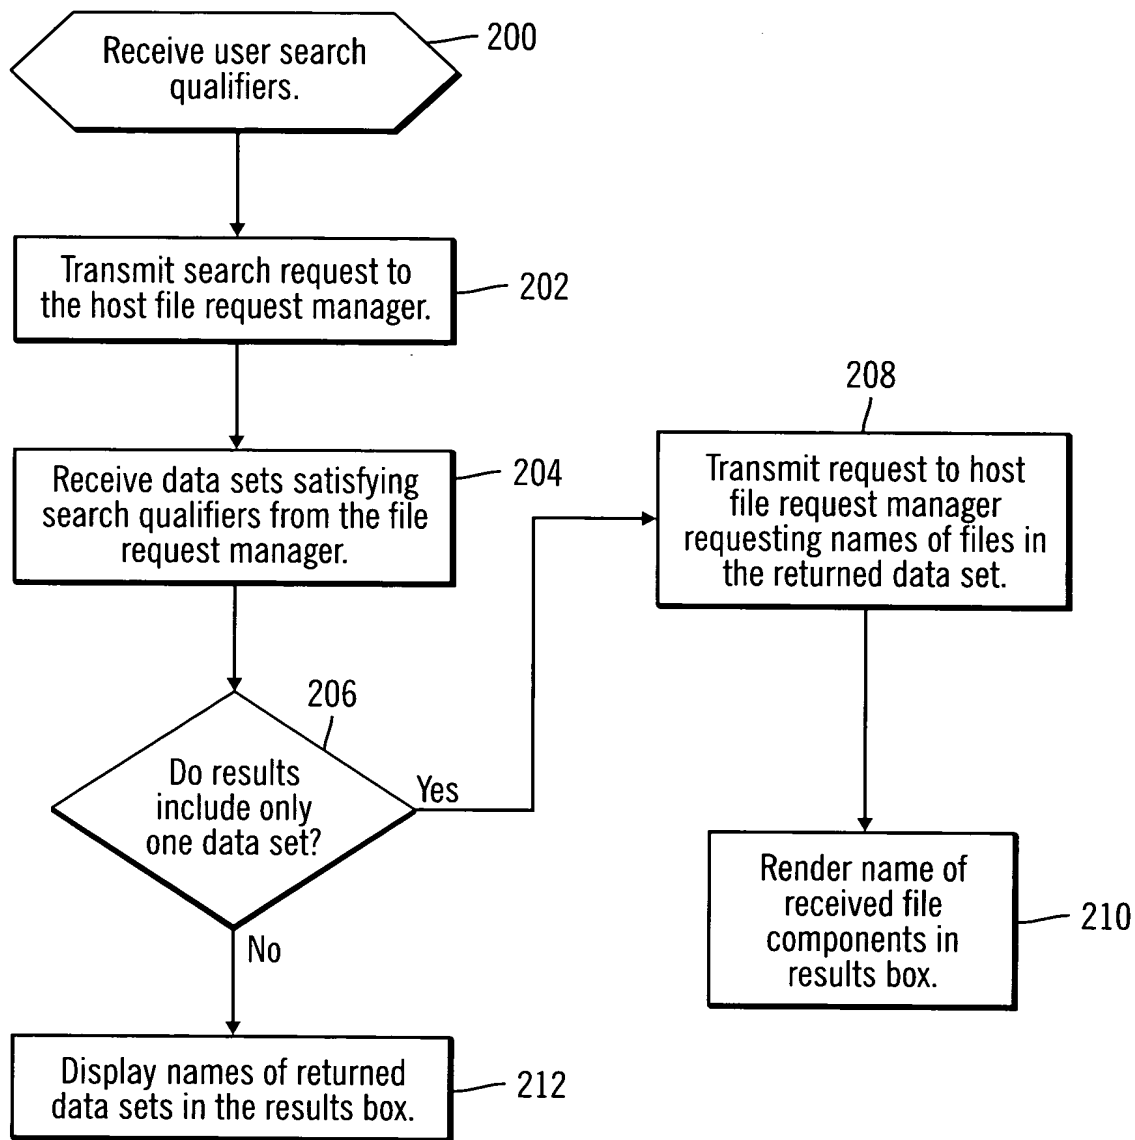 Receive user search
qualifiers.
200
Transmit search request to
the host file request manager.
202
Receive data sets satisfying
search qualifiers from the file
request manager.
204
206
Do results
include only
one data set?
Yes
No
208
Transmit request to host
file request manager
requesting names of files in
the returned data set.
Render name of
received file
components in
results box.
210
Display names of returned
data sets in the results box.
212